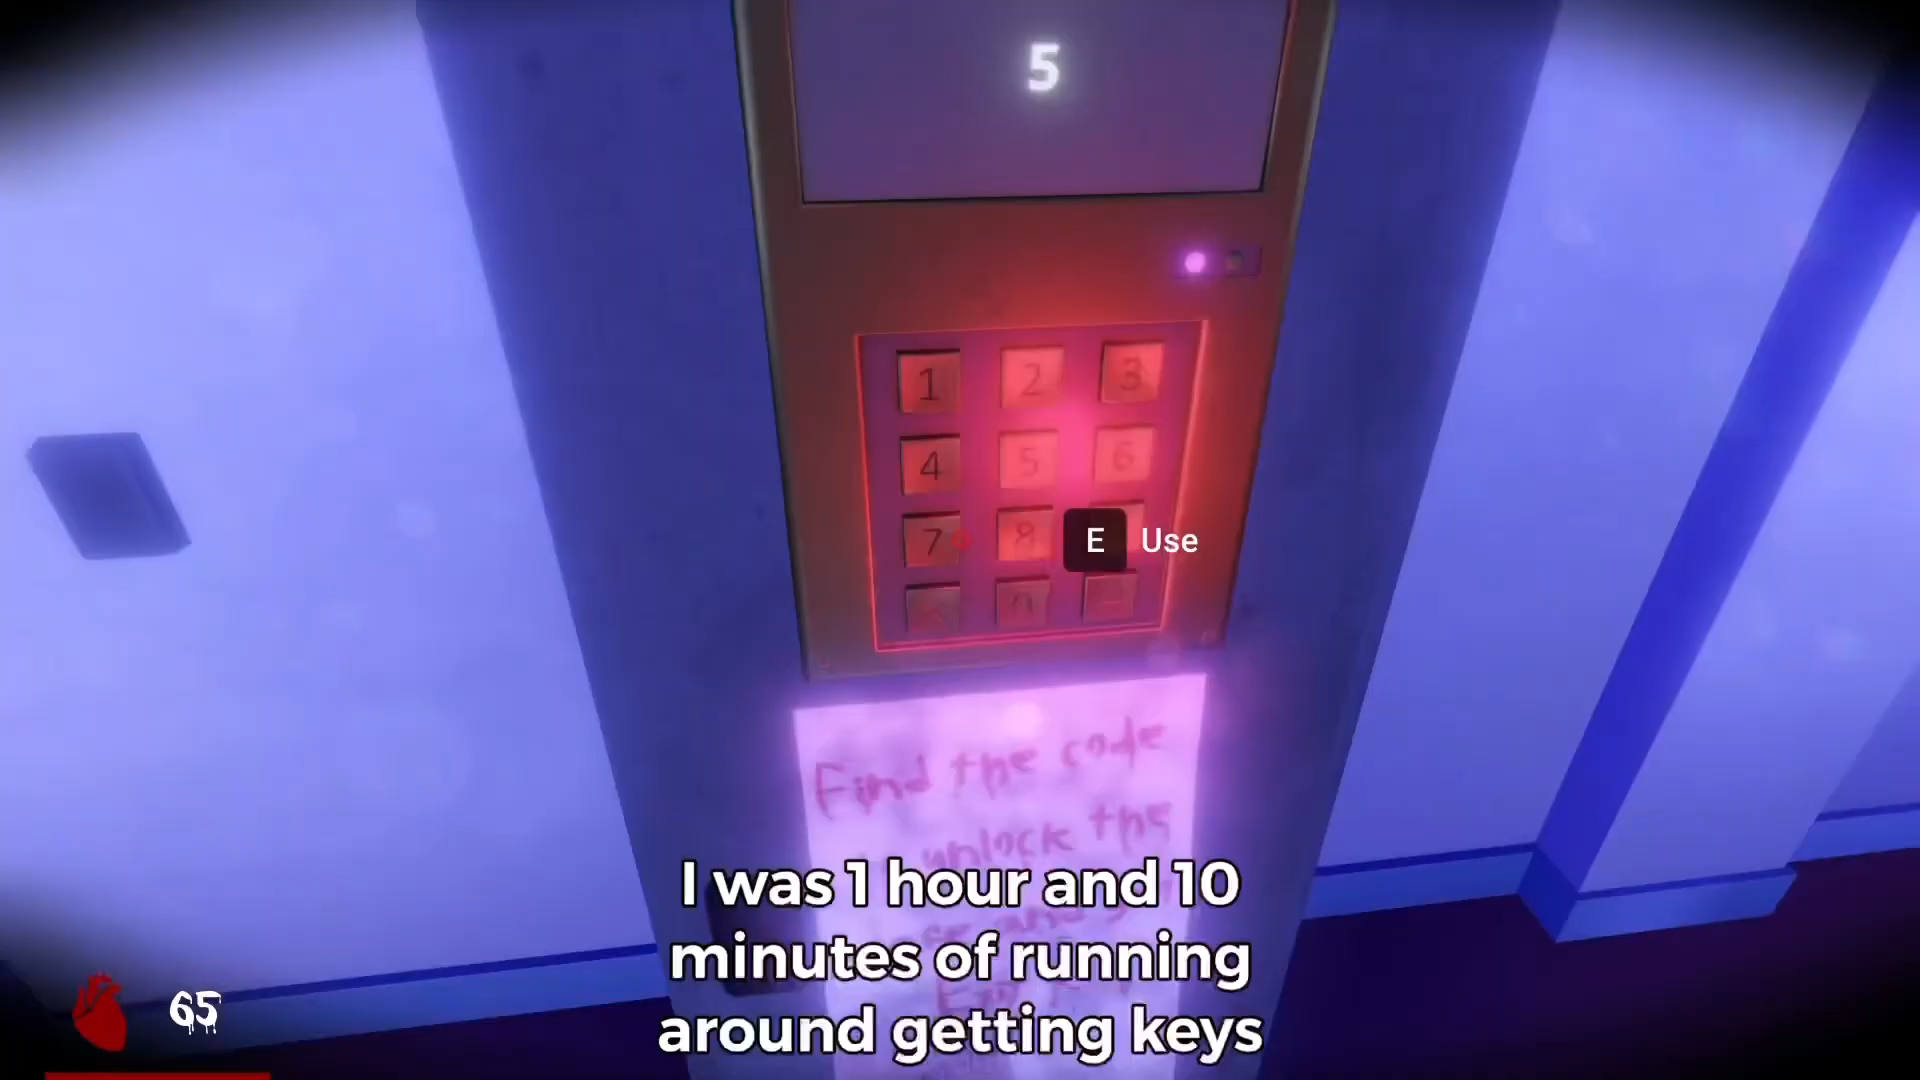 5
1 2 3
4 5 6
7 8
0
E Use
Find the code
unlock the
I was 1 hour and 10
minutes of running
around getting keys
65